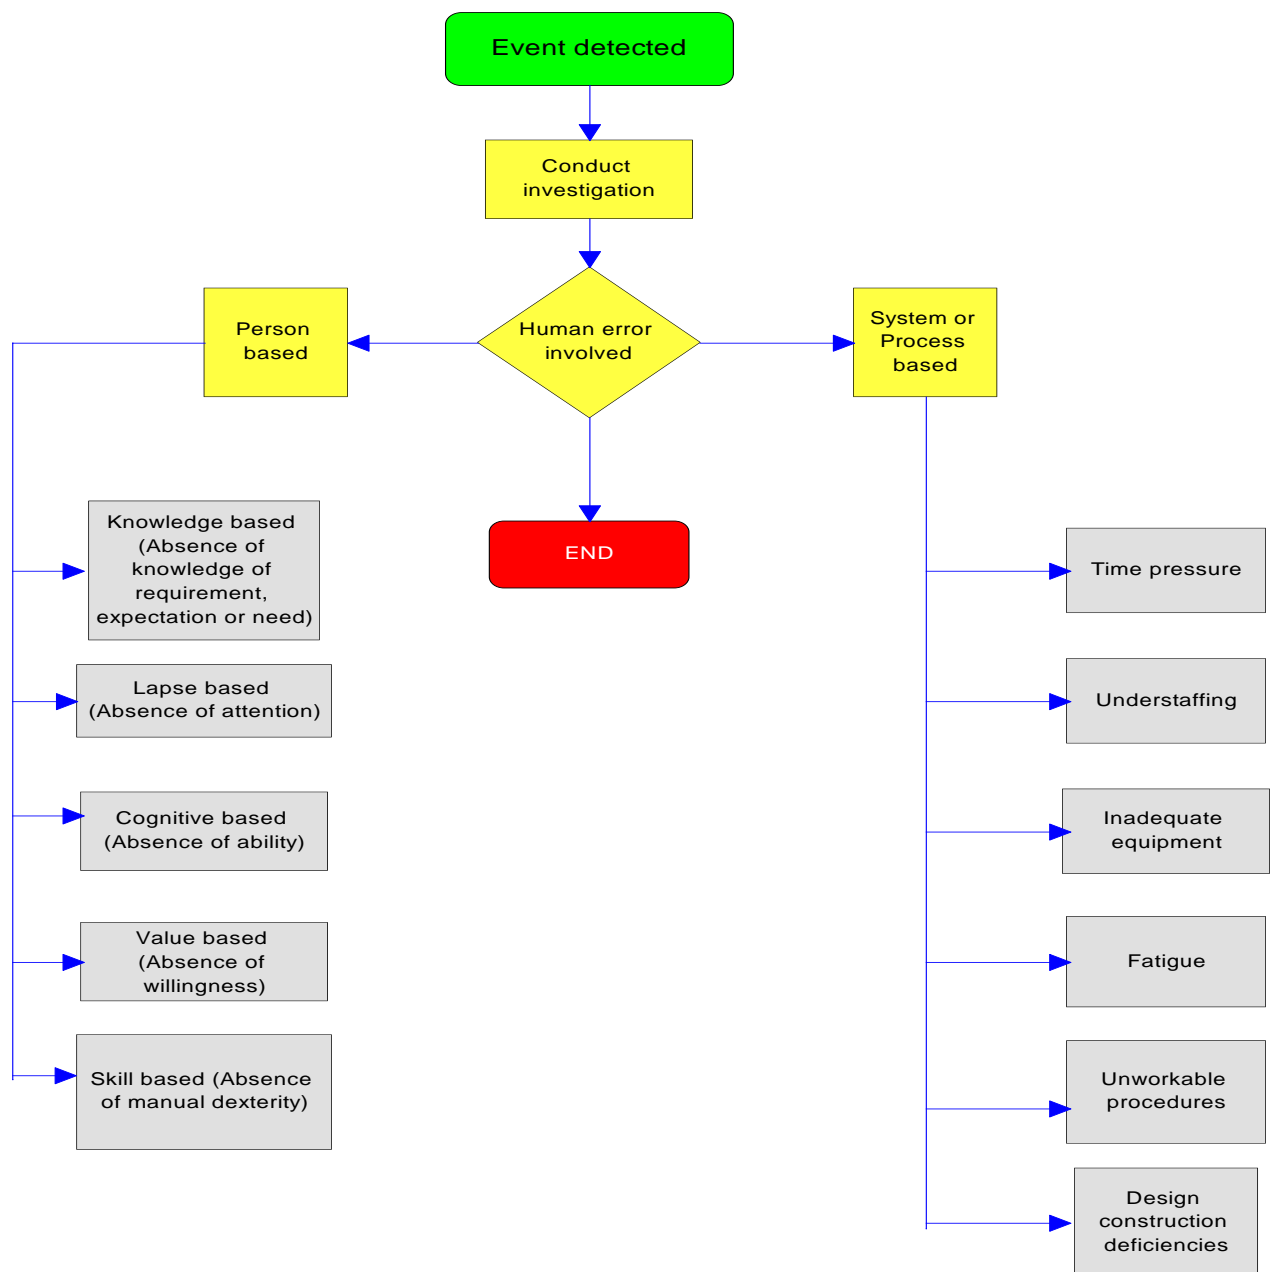 Event detected
Conduct
investigation
Human error
involved
Person
based
System or
Process
based
END
Knowledge based
(Absence of
knowledge of
requirement,
expectation or need)
Lapse based
(Absence of attention)
Cognitive based
(Absence of ability)
Value based
(Absence of
willingness)
Skill based (Absence
of manual dexterity)
Time pressure
Understaffing
Inadequate
equipment
Fatigue
Unworkable
procedures
Design
construction
deficiencies